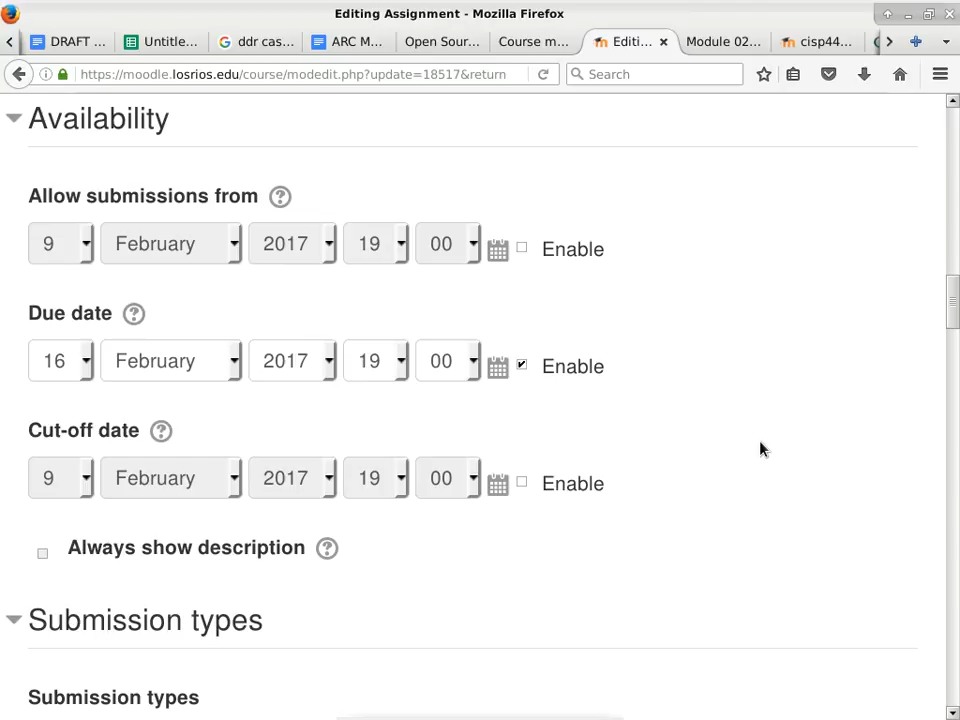 Editing Assignment - Mozilla Firefox
DRAFT ... Untitle... ddr cas... ARC M... Open Sour... Course m... Editi... Module 02... cisp44...
https://moodle.losrios.edu/course/modedit.php?update=18517&return Search
Availability
Allow submissions from
9 February 2017 19 00 Enable
Due date
16 February 2017 19 00 Enable
Cut-off date
9 February 2017 19 00 Enable
Always show description
Submission types
Submission types